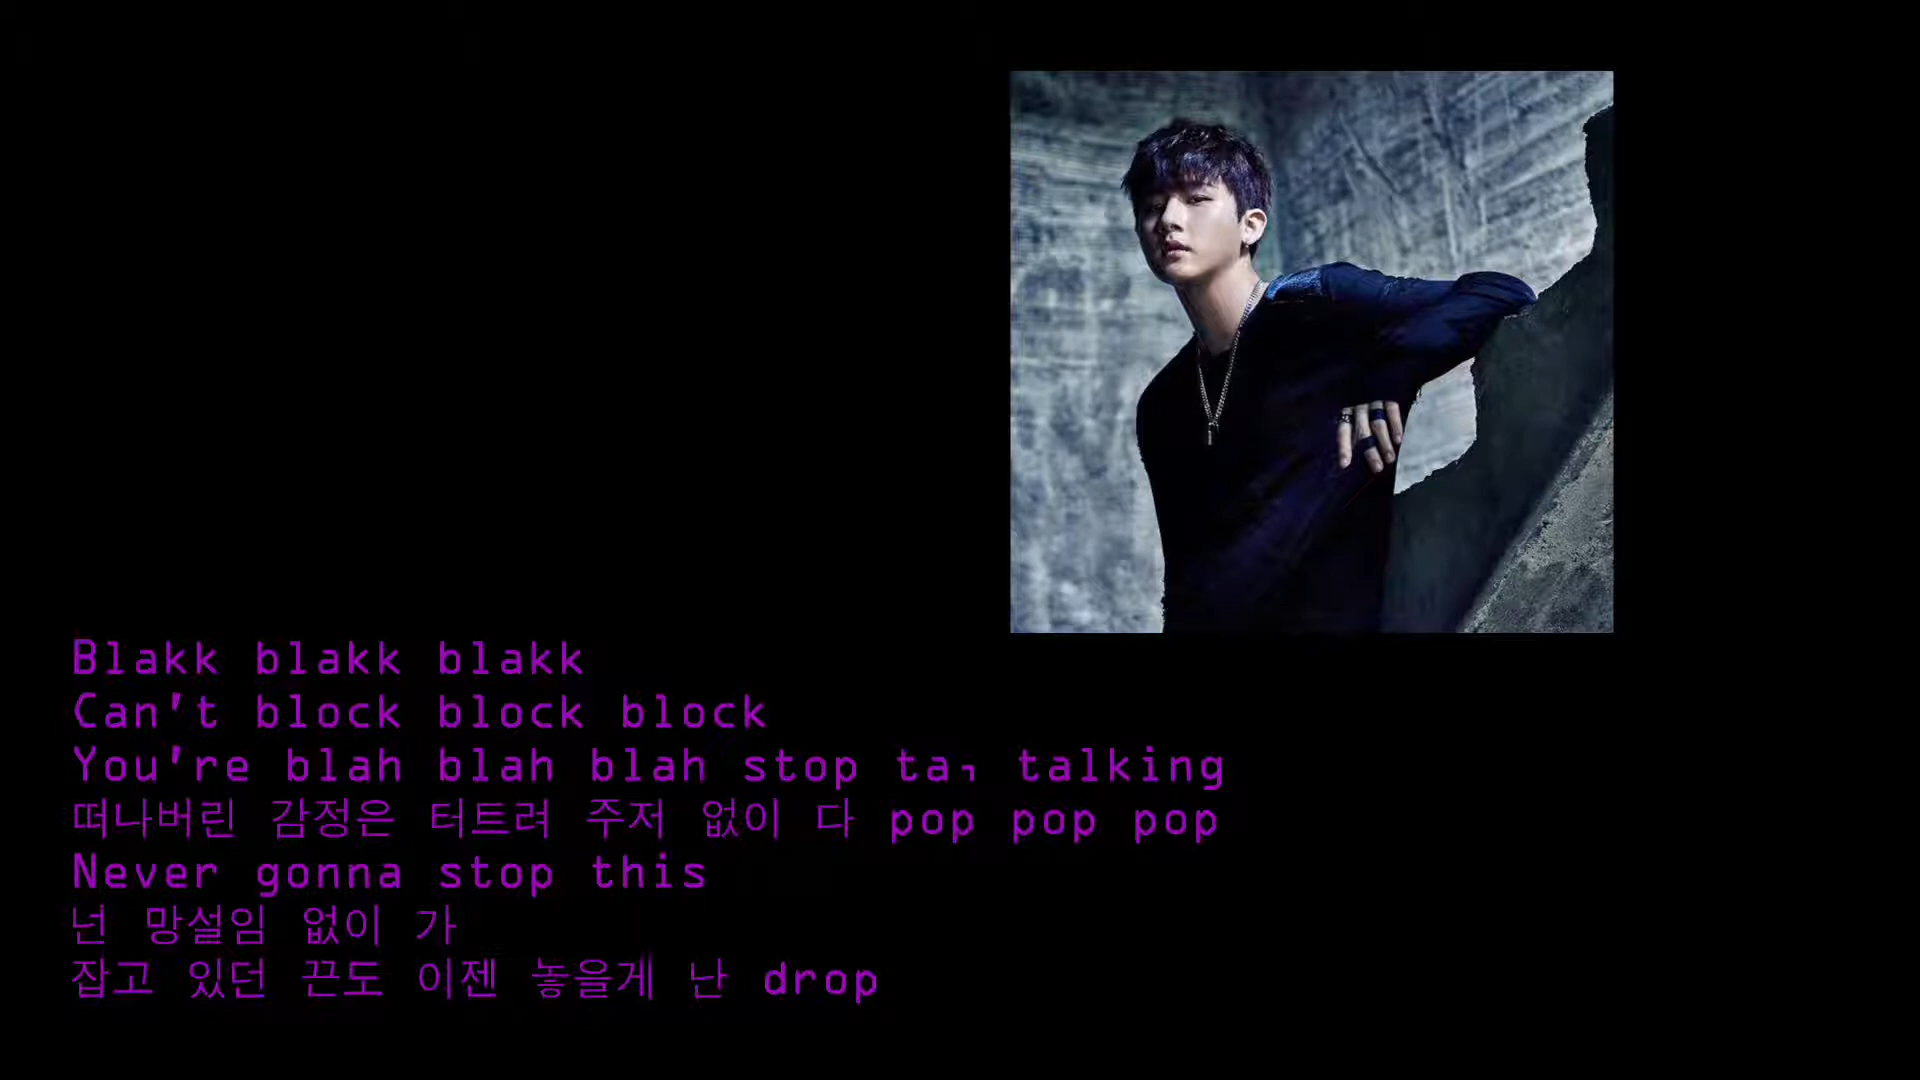 Blakk blakk blakk
Can't block block block
You're blah blah blah stop ta, talking
떠나버린 감정은 터트려 주저 없이 다 pop pop pop
Never gonna stop this
넌 망설임 없이 가
잡고 있던 끈도 이젠 놓을게 난 drop